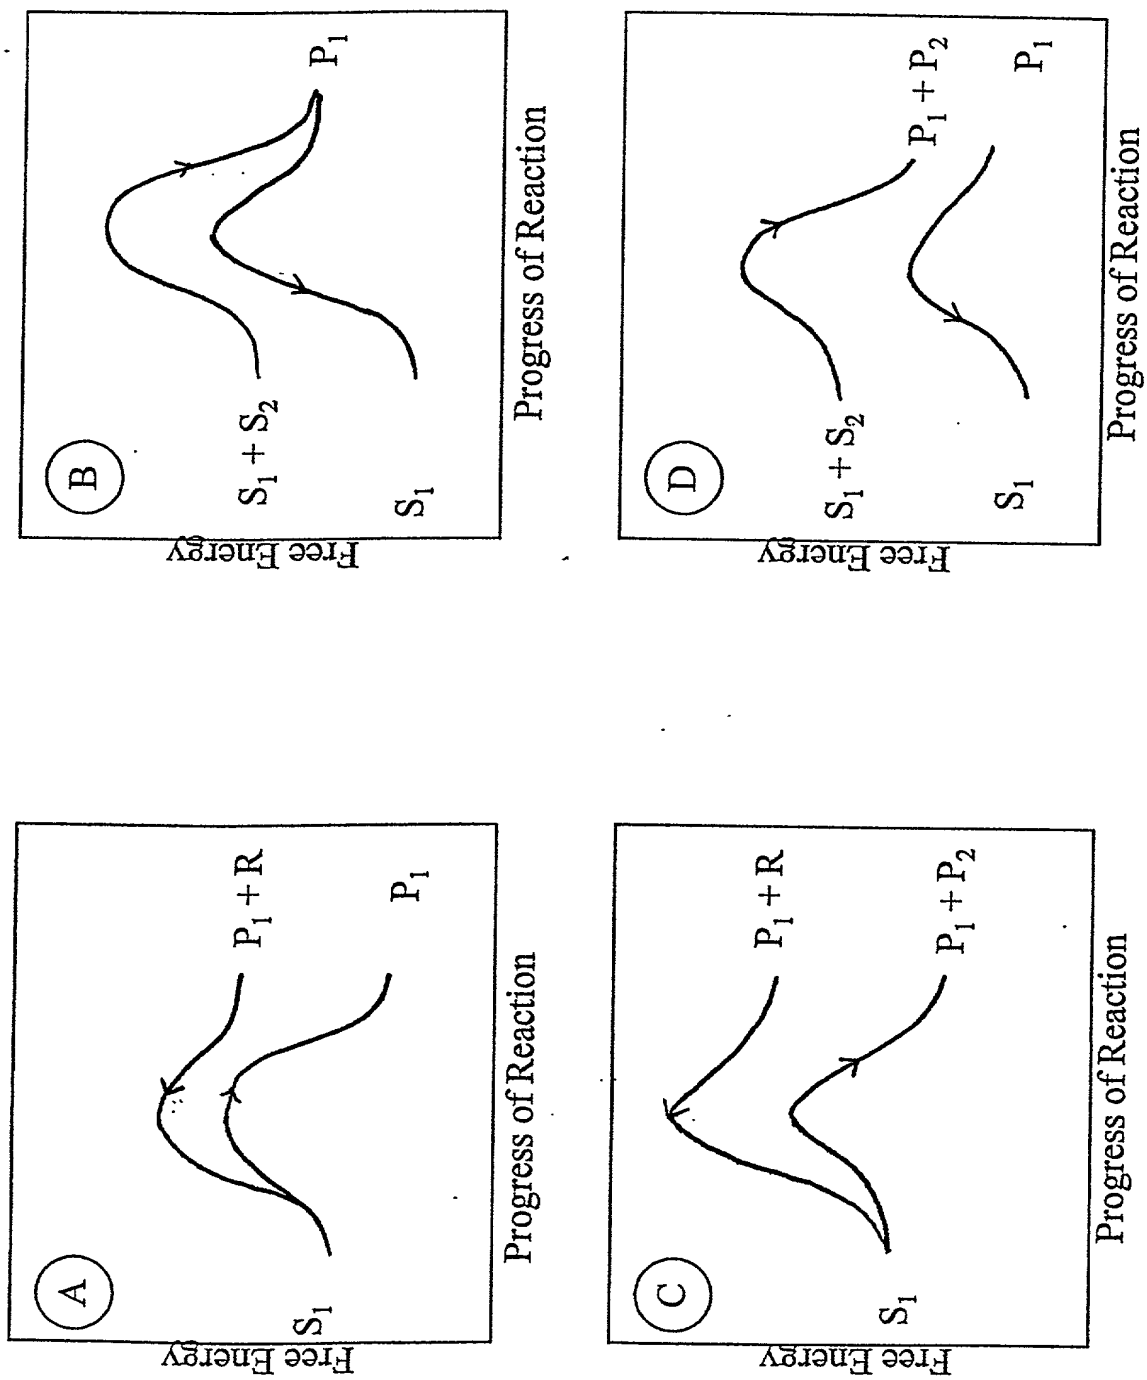 A
Free Energy
S₁
P₁ + R
P₁
Progress of Reaction
B
Free Energy
S₁ + S₂
S₁
P₁
Progress of Reaction
C
Free Energy
S₁
P₁ + R
P₁ + P₂
Progress of Reaction
D
Free Energy
S₁ + S₂
S₁
P₁ + P₂
P₁
Progress of Reaction